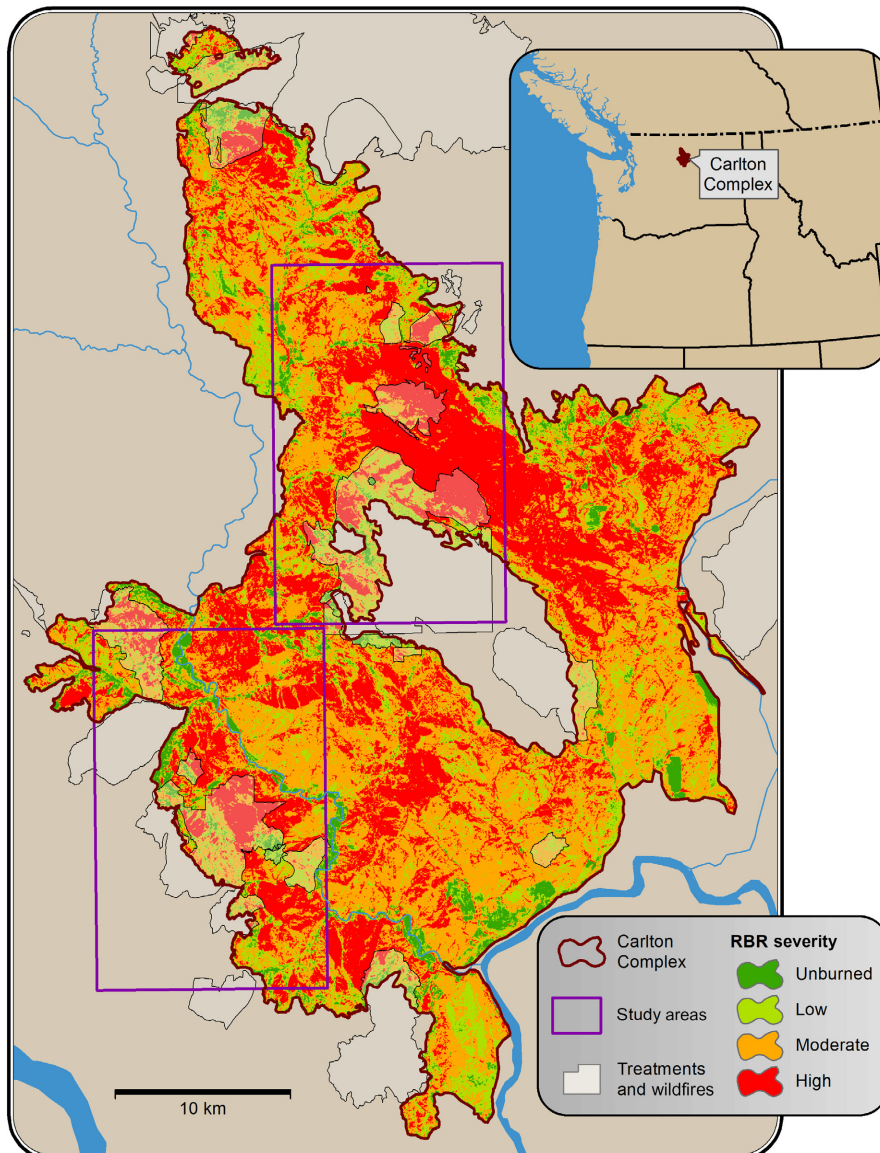 Carlton
Complex
10 km
Carlton
Complex
Study areas
Treatments
and wildfires
RBR severity
Unburned
Low
Moderate
High